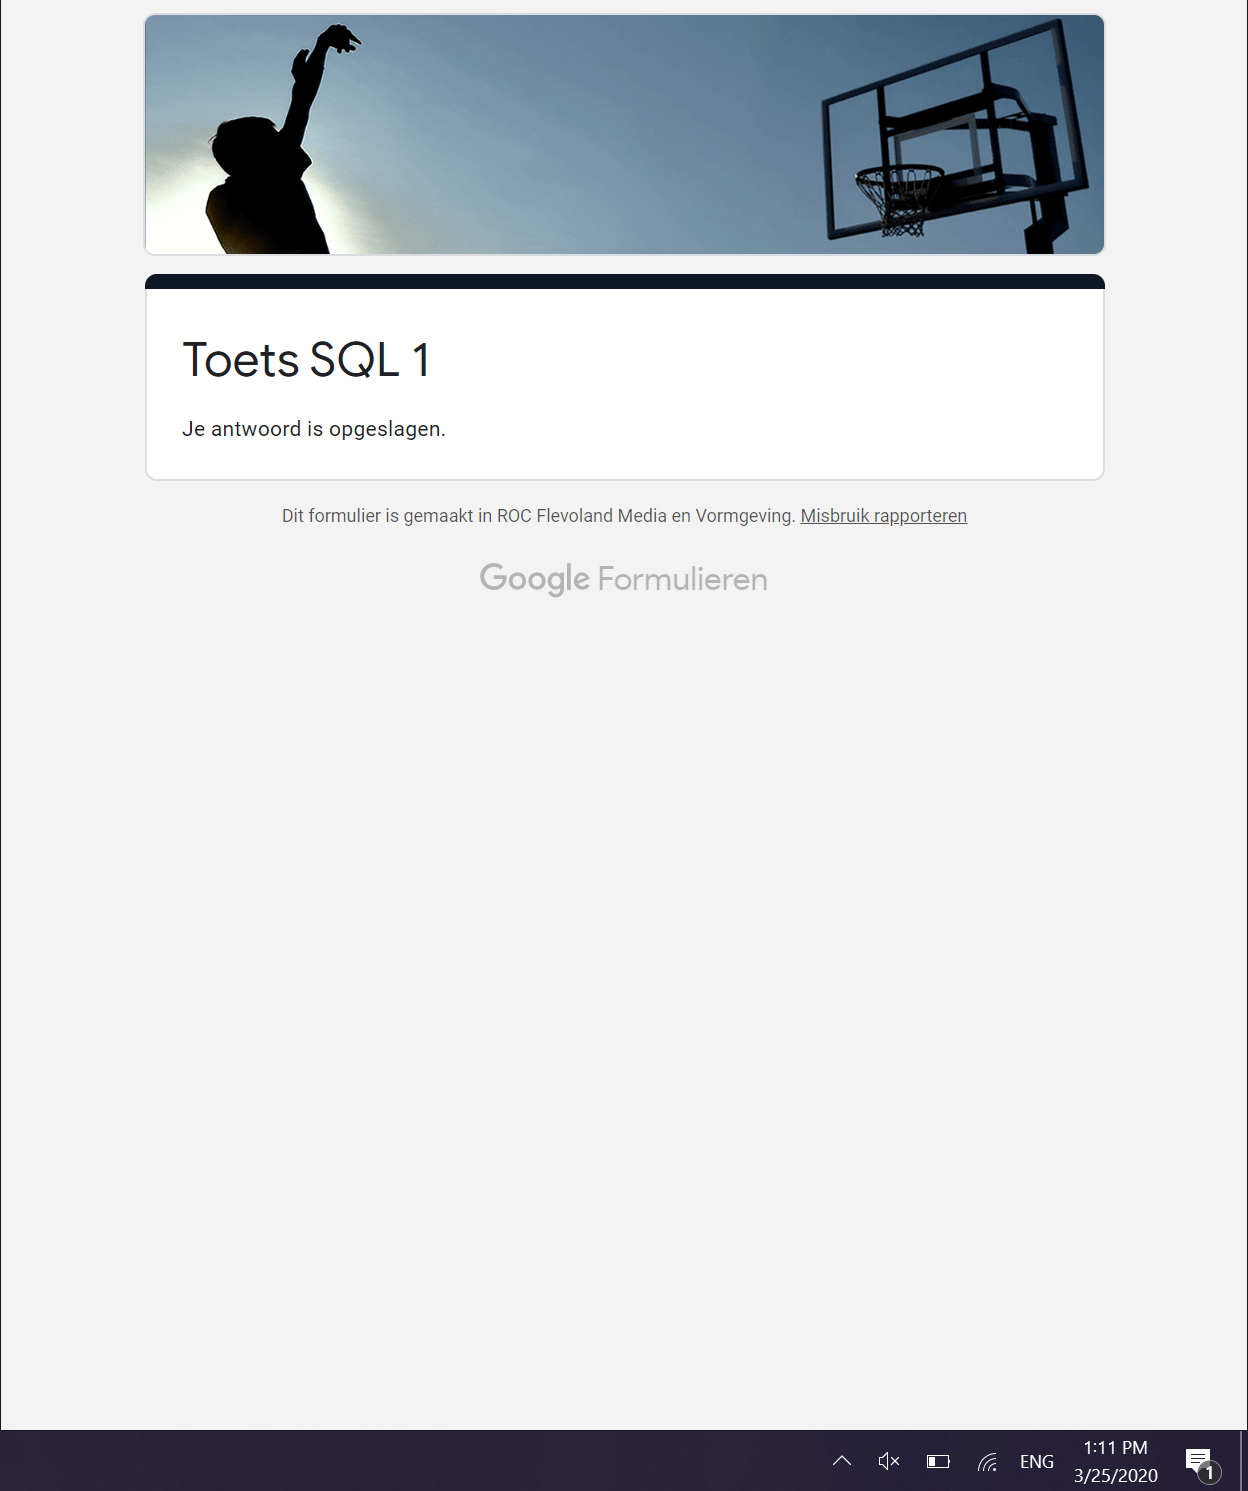 Toets SQL 1
Je antwoord is opgeslagen.
Dit formulier is gemaakt in ROC Flevoland Media en Vormgeving. Misbruik rapporteren
Google Formulieren
ENG
1:11 PM
3/25/2020
1